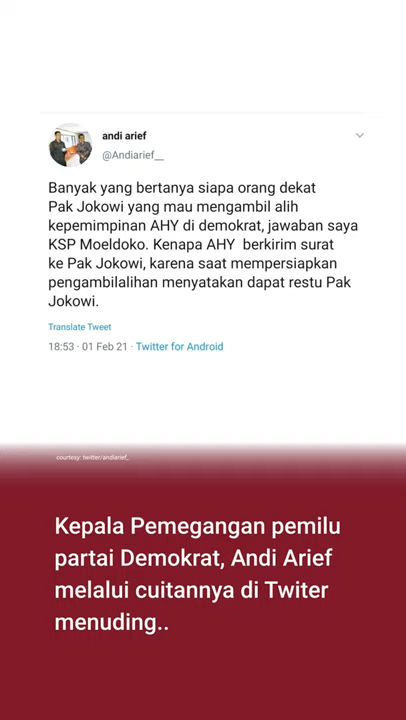 andi arief
@Andiarief__
Banyak yang bertanya siapa orang dekat
Pak Jokowi yang mau mengambil alih
kepemimpinan AHY di demokrat, jawaban saya
KSP Moeldoko. Kenapa AHY berkirim surat
ke Pak Jokowi, karena saat mempersiapkan
pengambilalihan menyatakan dapat restu Pak
Jokowi.
Translate Tweet
18:53 · 01 Feb 21 · Twitter for Android
courtesy: twitter/andiarief_
Kepala Pemegangan pemilu
partai Demokrat, Andi Arief
melalui cuitannya di Twiter
menuding..